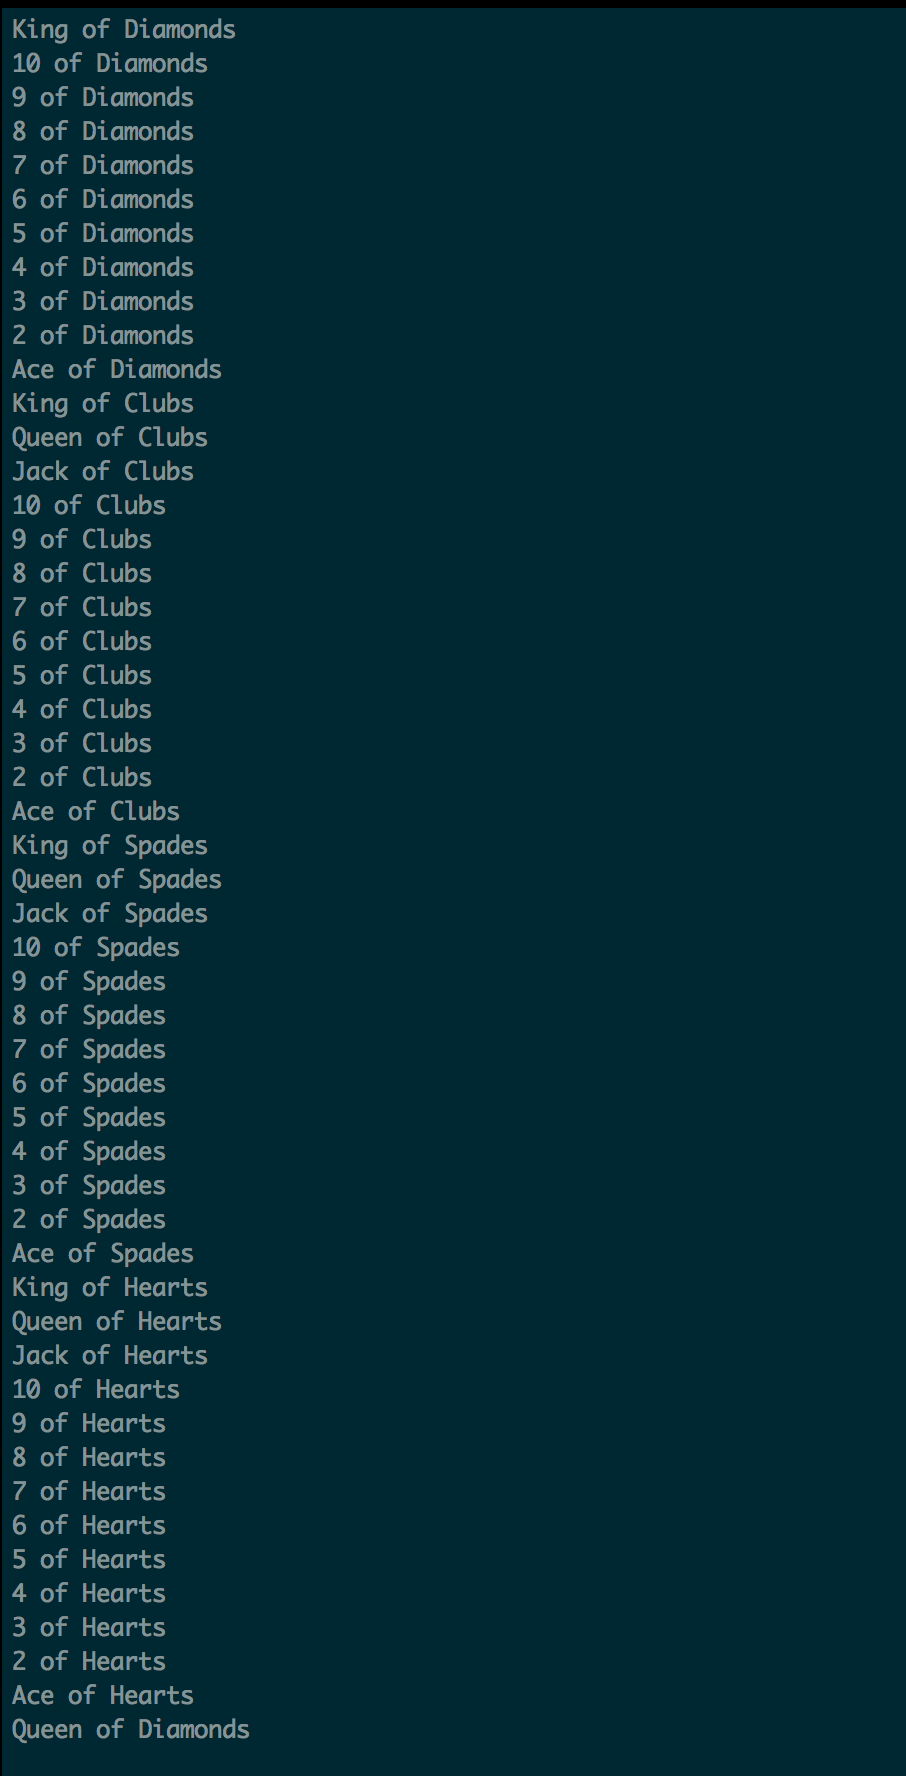 King of Diamonds
10 of Diamonds
9 of Diamonds
8 of Diamonds
7 of Diamonds
6 of Diamonds
5 of Diamonds
4 of Diamonds
3 of Diamonds
2 of Diamonds
Ace of Diamonds
King of Clubs
Queen of Clubs
Jack of Clubs
10 of Clubs
9 of Clubs
8 of Clubs
7 of Clubs
6 of Clubs
5 of Clubs
4 of Clubs
3 of Clubs
2 of Clubs
Ace of Clubs
King of Spades
Queen of Spades
Jack of Spades
10 of Spades
9 of Spades
8 of Spades
7 of Spades
6 of Spades
5 of Spades
4 of Spades
3 of Spades
2 of Spades
Ace of Spades
King of Hearts
Queen of Hearts
Jack of Hearts
10 of Hearts
9 of Hearts
8 of Hearts
7 of Hearts
6 of Hearts
5 of Hearts
4 of Hearts
3 of Hearts
2 of Hearts
Ace of Hearts
Queen of Diamonds